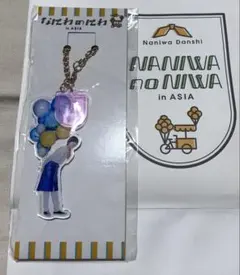 なにわのにわ
in ASIA
Naniwa Danshi
NANIWA
no NIWA
in ASIA